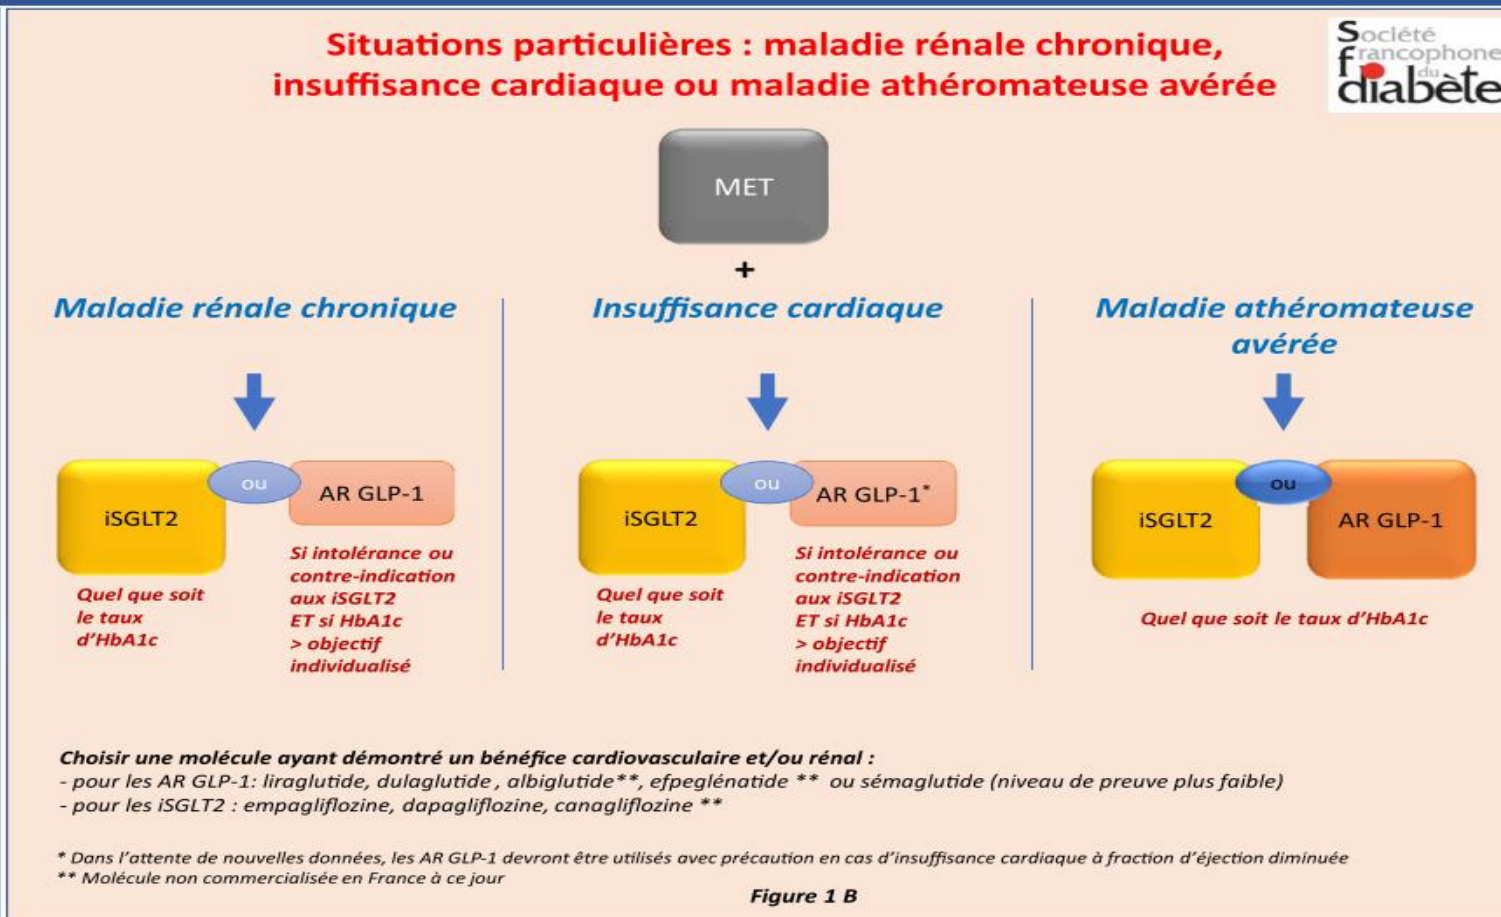 Situations particulières : maladie rénale chronique,
insuffisance cardiaque ou maladie athéromateuse avérée
Société
francophone
du
diabète
MET
+
Maladie rénale chronique
iSGLT2
ou
AR GLP-1
Quel que soit
le taux
d’HbA1c
Si intolérance ou
contre-indication
aux iSGLT2
ET si HbA1c
> objectif
individualisé
Insuffisance cardiaque
iSGLT2
ou
AR GLP-1*
Quel que soit
le taux
d’HbA1c
Si intolérance ou
contre-indication
aux iSGLT2
ET si HbA1c
> objectif
individualisé
Maladie athéromateuse
avérée
iSGLT2
ou
AR GLP-1
Quel que soit le taux d’HbA1c
Choisir une molécule ayant démontré un bénéfice cardiovasculaire et/ou rénal :
- pour les AR GLP-1: liraglutide, dulaglutide , albiglutide**, efpeglénatide ** ou sémaglutide (niveau de preuve plus faible)
- pour les iSGLT2 : empagliflozine, dapagliflozine, canagliflozine **
* Dans l’attente de nouvelles données, les AR GLP-1 devront être utilisés avec précaution en cas d’insuffisance cardiaque à fraction d’éjection diminuée
** Molécule non commercialisée en France à ce jour
Figure 1 B